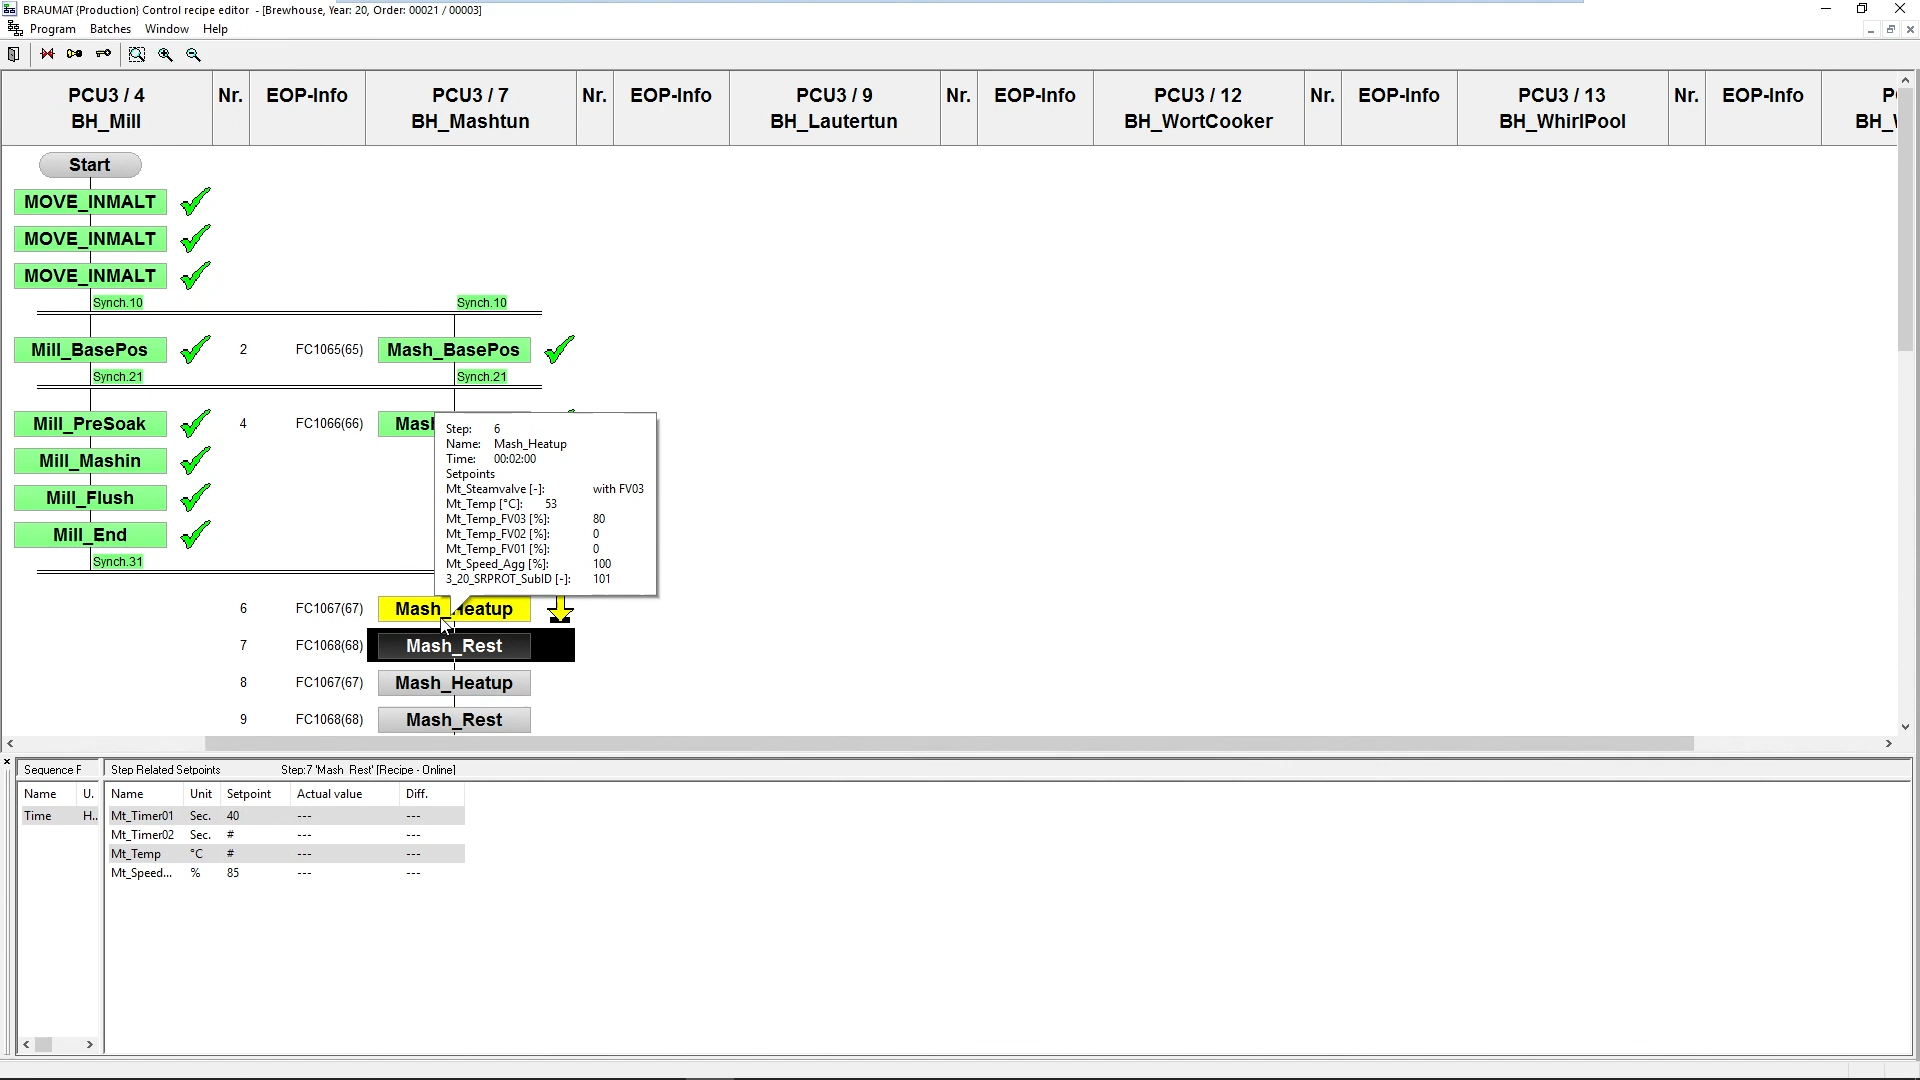 BRAUMAT {Production} Control recipe editor - [Brewhouse, Year: 20, Order: 00021 / 00003]
Program Batches Window Help
PCU3 / 4 Nr. EOP-Info PCU3 / 7 Nr. EOP-Info PCU3 / 9 Nr. EOP-Info PCU3 / 12 Nr. EOP-Info PCU3 / 13 Nr. EOP-Info
BH_Mill BH_Mashtun BH_Lautertun BH_WortCooker BH_WhirlPool
Start
MOVE_INMALT
MOVE_INMALT
MOVE_INMALT
Synch.10 Synch.10
Mill_BasePos 2 FC1065(65) Mash_BasePos
Synch.21 Synch.21
Mill_PreSoak 4 FC1066(66)
Mill_Mashin
Mill_Flush
Mill_End
Synch.31
Step: 6
Name: Mash_Heatup
Time: 00:02:00
Setpoints
Mt_Steamvalve [-]: with FV03
Mt_Temp [°C]: 53
Mt_Temp_FV03 [%]: 80
Mt_Temp_FV02 [%]: 0
Mt_Temp_FV01 [%]: 0
Mt_Speed_Agg [%]: 100
3_20_SRPROT_SubID [-]: 101
6 FC1067(67) Mash_Heatup
7 FC1068(68) Mash_Rest
8 FC1067(67) Mash_Heatup
9 FC1068(68) Mash_Rest
Sequence F Step Related Setpoints Step:7 'Mash_Rest' [Recipe - Online]
Name U. Name Unit Setpoint Actual value Diff.
Time H.. Mt_Timer01 Sec. 40 --- ---
Mt_Timer02 Sec. # --- ---
Mt_Temp °C # --- ---
Mt_Speed... % 85 --- ---